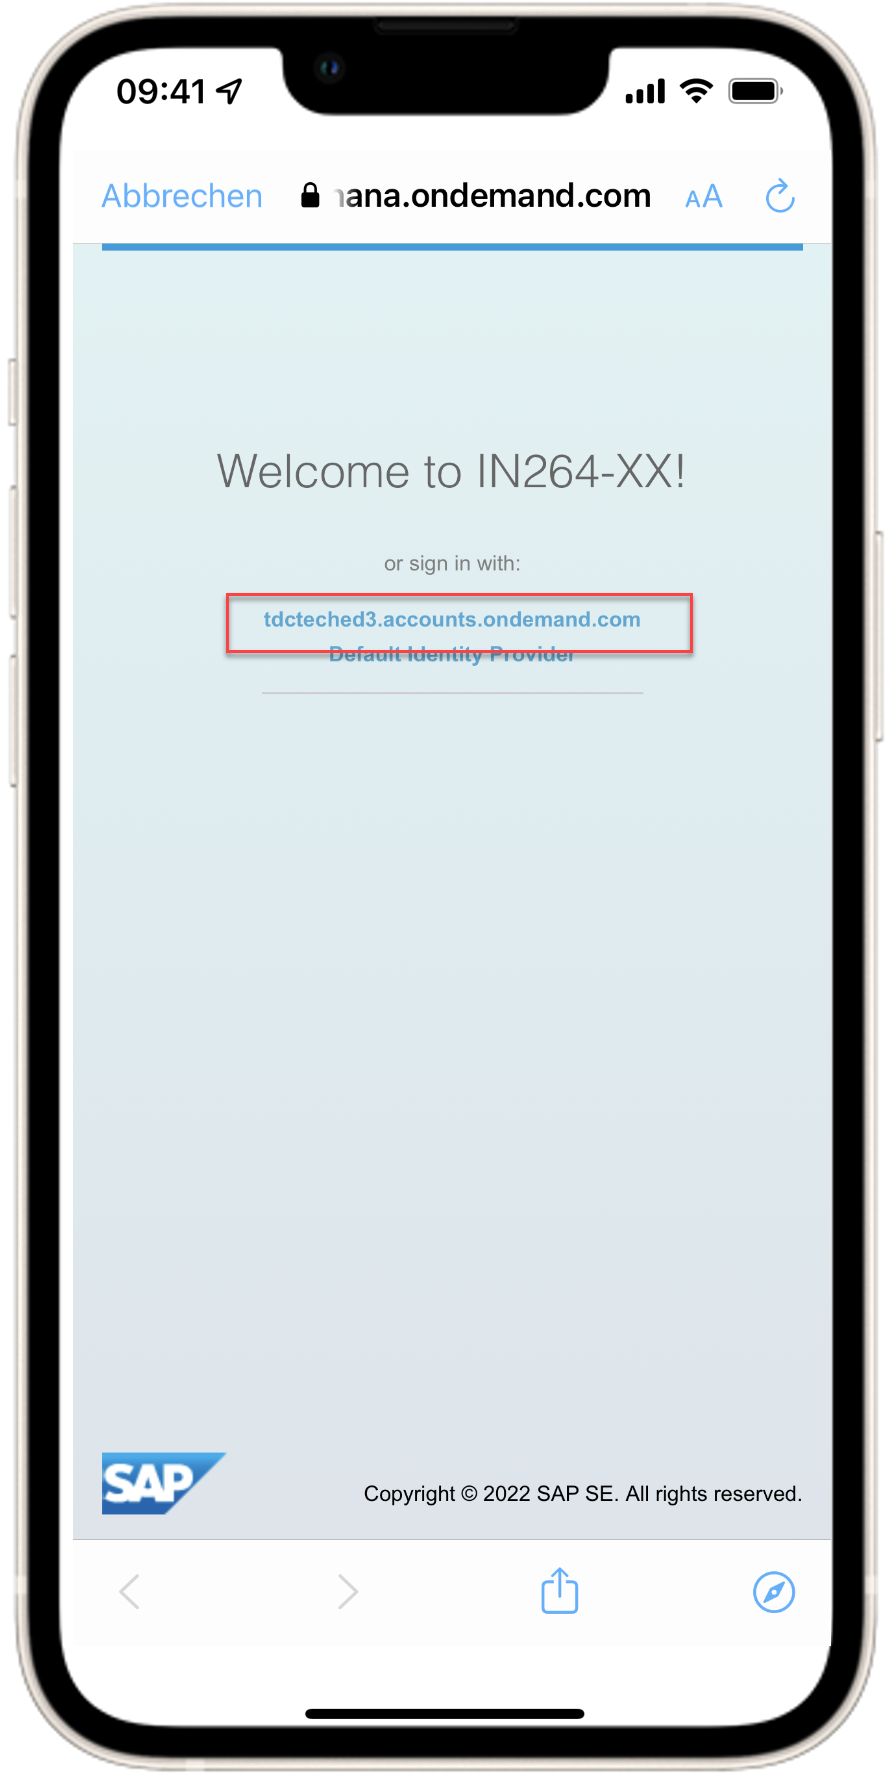 09:41
Abbrechen ana.ondemand.com AA
Welcome to IN264-XX!
or sign in with:
tdcteched3.accounts.ondemand.com
Default Identity Provider
SAP
Copyright © 2022 SAP SE. All rights reserved.